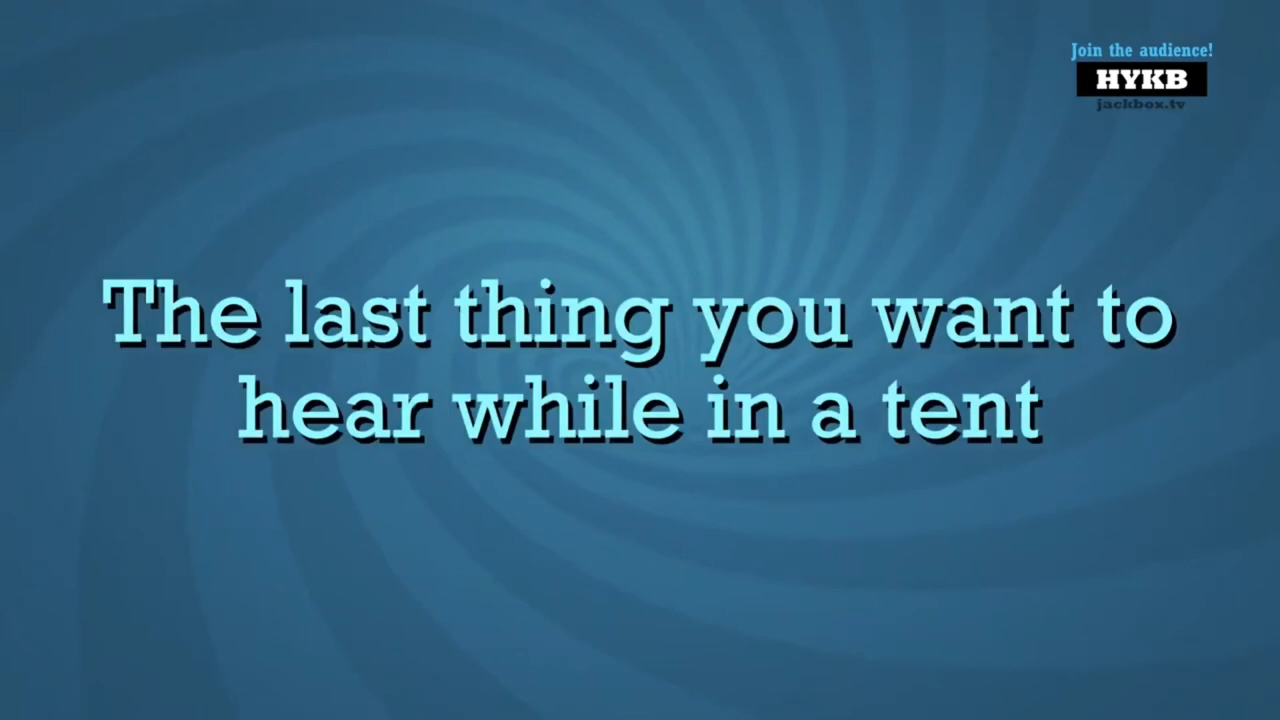 Join the audience!
HYKB
jackbox.tv
The last thing you want to
hear while in a tent